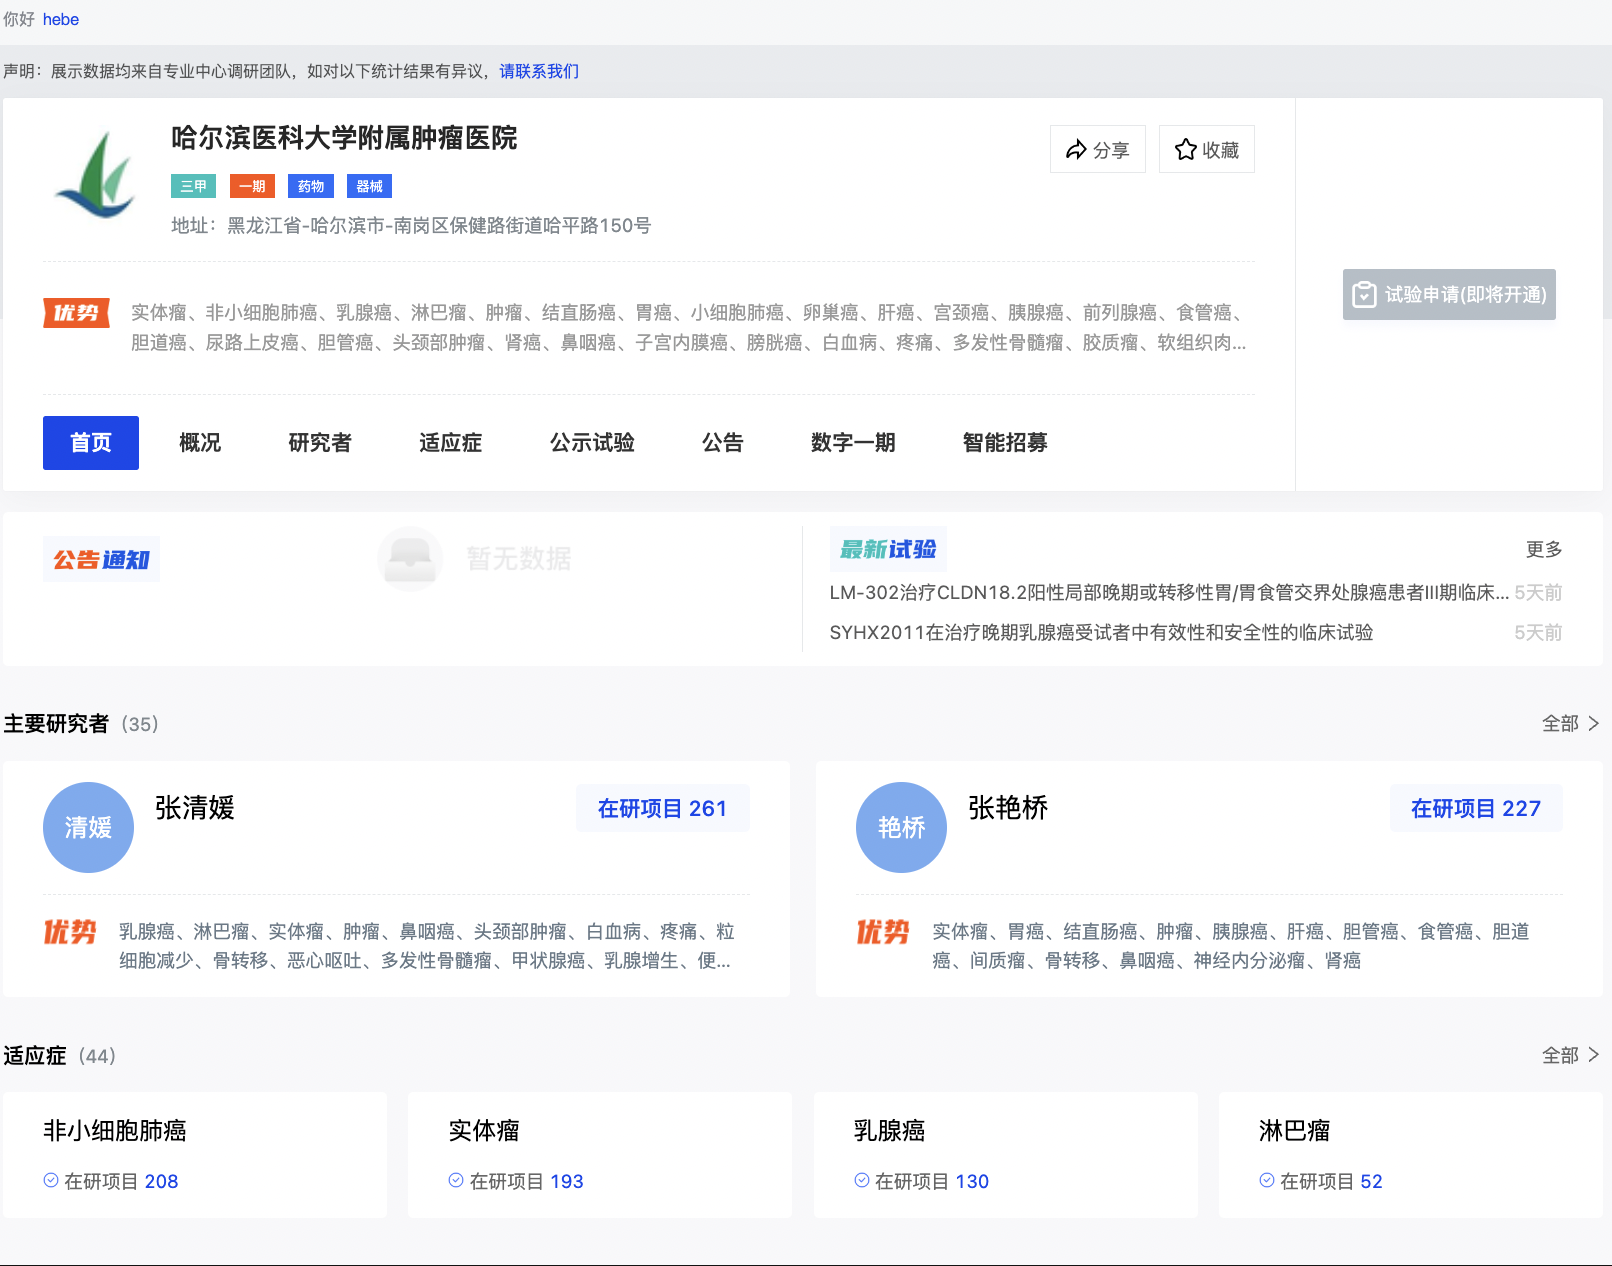 你好 hebe
声明：展示数据均来自专业中心调研团队，如对以下统计结果有异议，请联系我们
哈尔滨医科大学附属肿瘤医院
分享
收藏
三甲 一期 药物 器械
地址：黑龙江省-哈尔滨市-南岗区保健路街道哈平路150号
试验申请(即将开通)
优势
实体瘤、非小细胞肺癌、乳腺癌、淋巴瘤、肿瘤、结直肠癌、胃癌、小细胞肺癌、卵巢癌、肝癌、宫颈癌、胰腺癌、前列腺癌、食管癌、
胆道癌、尿路上皮癌、胆管癌、头颈部肿瘤、肾癌、鼻咽癌、子宫内膜癌、膀胱癌、白血病、疼痛、多发性骨髓瘤、胶质瘤、软组织肉...
首页 概况 研究者 适应症 公示试验 公告 数字一期 智能招募
公告通知
暂无数据
最新试验
更多
LM-302治疗CLDN18.2阳性局部晚期或转移性胃/胃食管交界处腺癌患者III期临床... 5天前
SYHX2011在治疗晚期乳腺癌受试者中有效性和安全性的临床试验 5天前
主要研究者 (35)
全部
清媛
张清媛
在研项目 261
优势
乳腺癌、淋巴瘤、实体瘤、肿瘤、鼻咽癌、头颈部肿瘤、白血病、疼痛、粒
细胞减少、骨转移、恶心呕吐、多发性骨髓瘤、甲状腺癌、乳腺增生、便...
艳桥
张艳桥
在研项目 227
优势
实体瘤、胃癌、结直肠癌、肿瘤、胰腺癌、肝癌、胆管癌、食管癌、胆道
癌、间质瘤、骨转移、鼻咽癌、神经内分泌瘤、肾癌
适应症 (44)
全部
非小细胞肺癌
在研项目 208
实体瘤
在研项目 193
乳腺癌
在研项目 130
淋巴瘤
在研项目 52